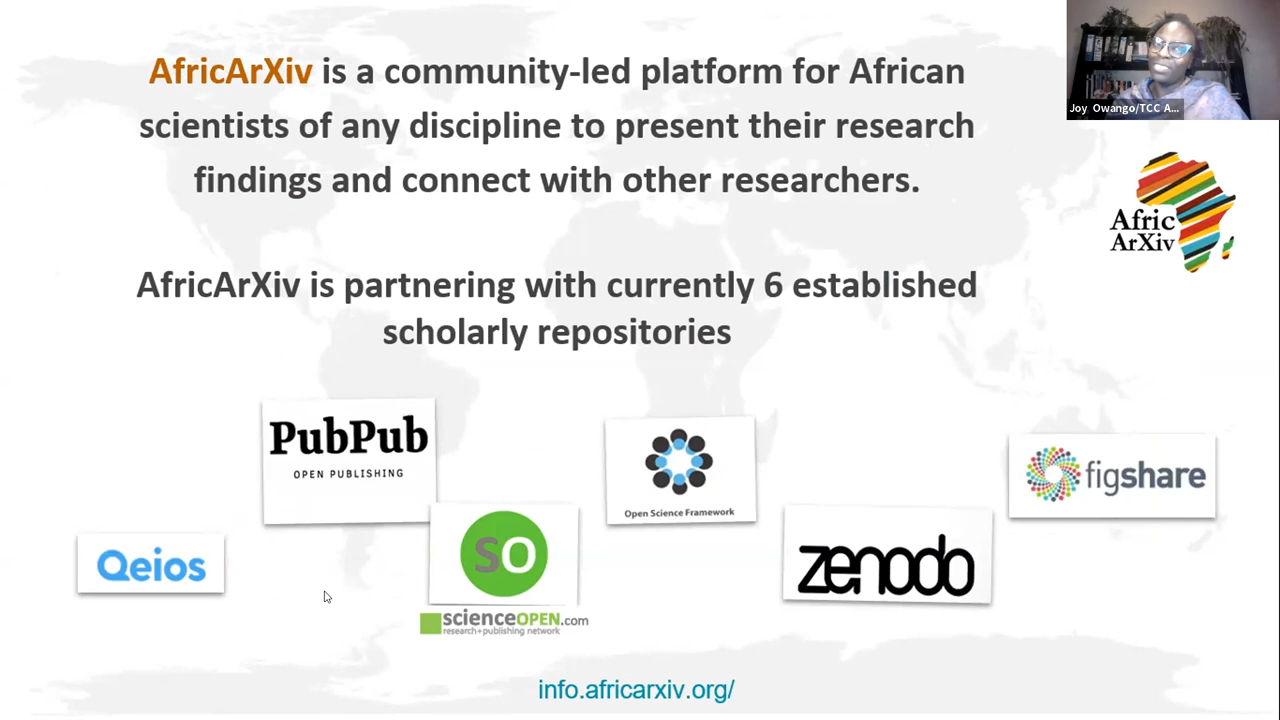 AfricArXiv is a community-led platform for African
scientists of any discipline to present their research
findings and connect with other researchers.
Joy Owango/TCC A...
Afric
ArXiv
AfricArXiv is partnering with currently 6 established
scholarly repositories
PubPub
OPEN PUBLISHING
Open Science Framework
figshare
Qeios
SO
scienceOPEN.com
research+publishing network
zenodo
info.africarxiv.org/